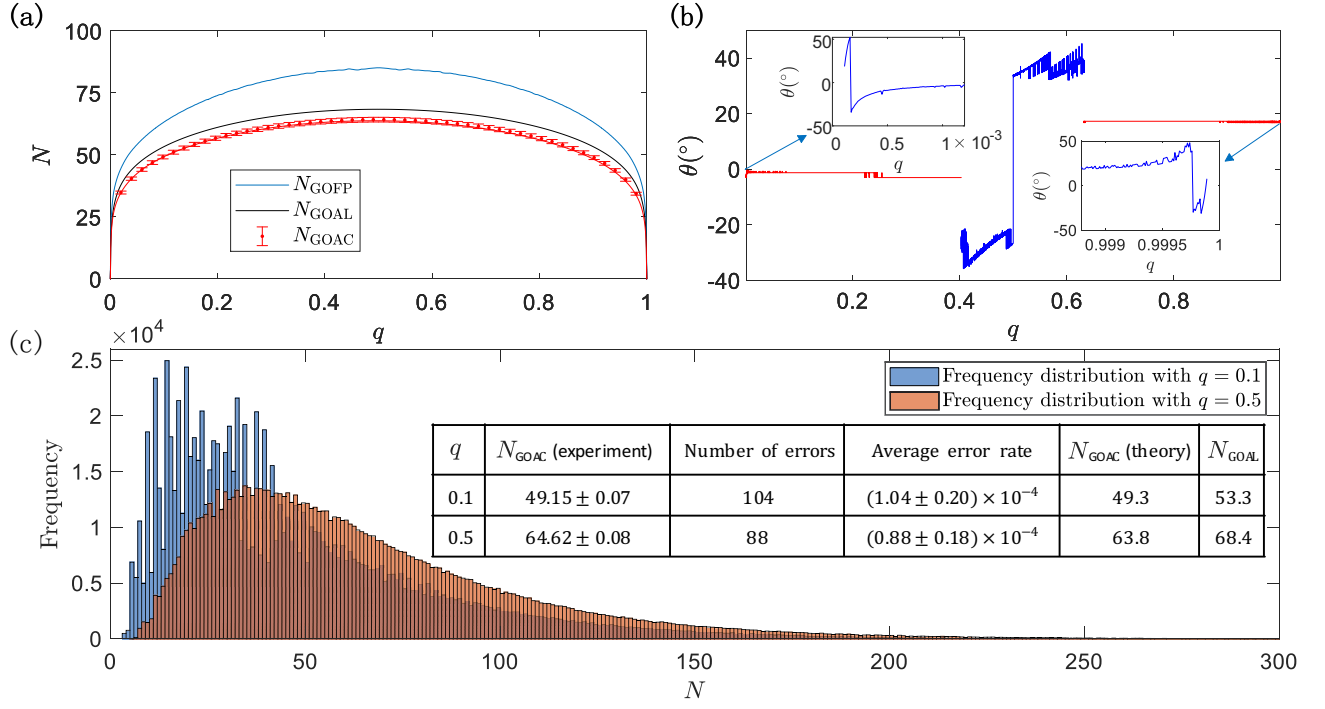 (a)
100
75
50
25
0
N
N_GOFP
N_GOAL
N_GOAC
0 0.2 0.4 0.6 0.8 1
q
(b)
40
20
0
-20
-40
θ(°)
50
0
-50
θ(°)
0 0.5 1 × 10⁻³
q
50
0
-50
θ(°)
0.999 0.9995 1
q
0.2 0.4 0.6 0.8
q
(c)
×10⁴
2.5
2
1.5
1
0.5
0
Frequency
Frequency distribution with q = 0.1
Frequency distribution with q = 0.5
q N_GOAC (experiment) Number of errors Average error rate N_GOAC (theory) N_GOAL
0.1 49.15 ± 0.07 104 (1.04 ± 0.20) × 10⁻⁴ 49.3 53.3
0.5 64.62 ± 0.08 88 (0.88 ± 0.18) × 10⁻⁴ 63.8 68.4
0 50 100 150 200 250 300
N